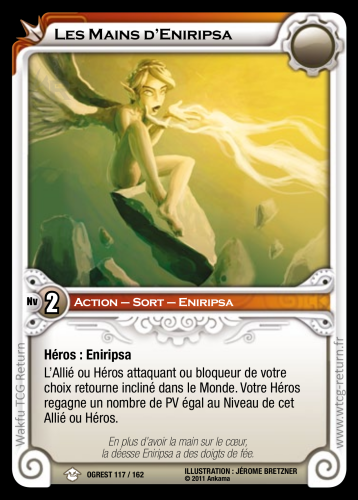 Les Mains d'Eniripsa
Nv 2
Action – Sort – Eniripsa
Héros : Eniripsa
L'Allié ou Héros attaquant ou bloqueur de votre
choix retourne incliné dans le Monde. Votre Héros
regagne un nombre de PV égal au Niveau de cet
Allié ou Héros.
En plus d'avoir la main sur le cœur,
la déesse Eniripsa a des doigts de fée.
OGREST 117 / 162
ILLUSTRATION : JÉRÔME BRETZNER
© 2011 Ankama
Wakfu TCG Return
www.wtcg-return.fr